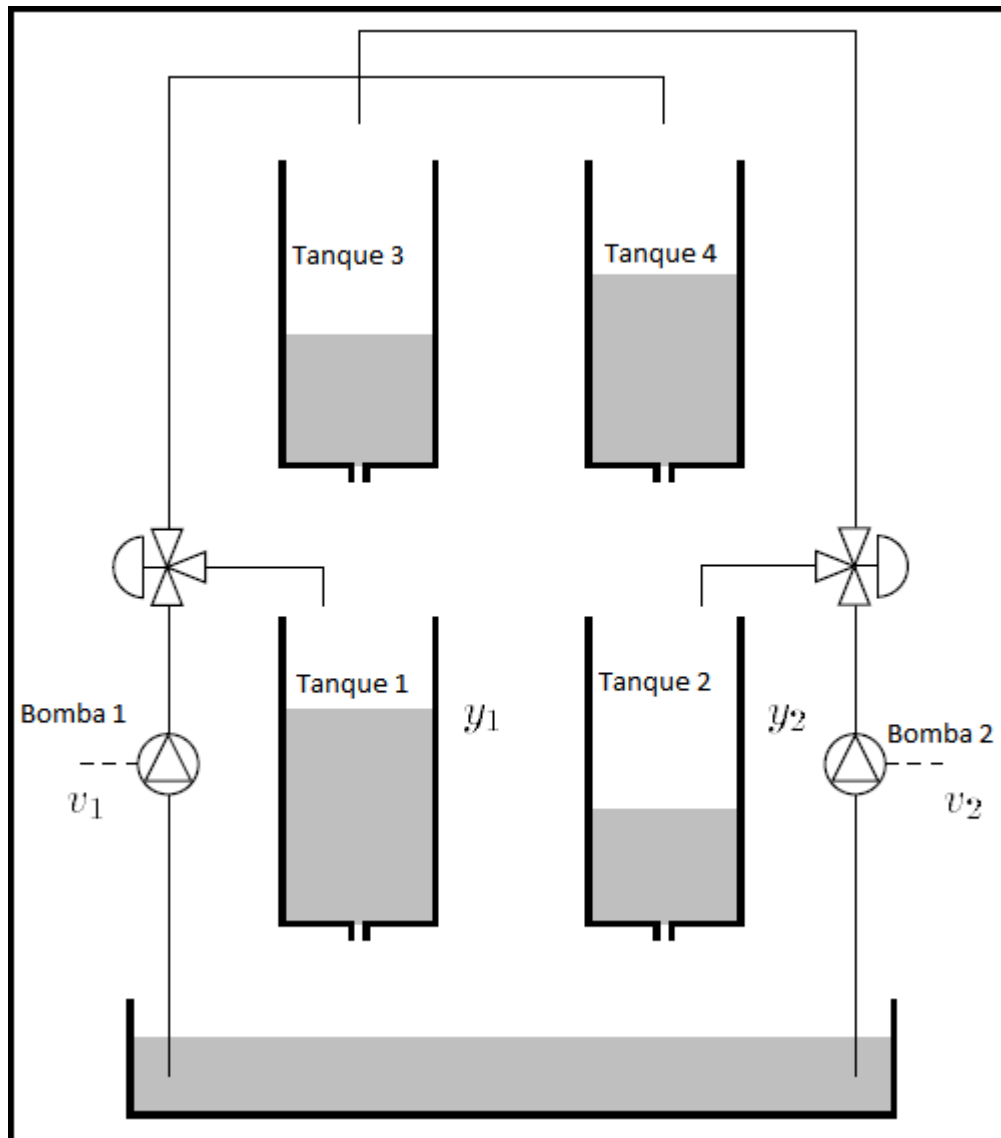 Tanque 3
Tanque 4
Tanque 1
Tanque 2
y₁
y₂
Bomba 1
Bomba 2
v₁
v₂